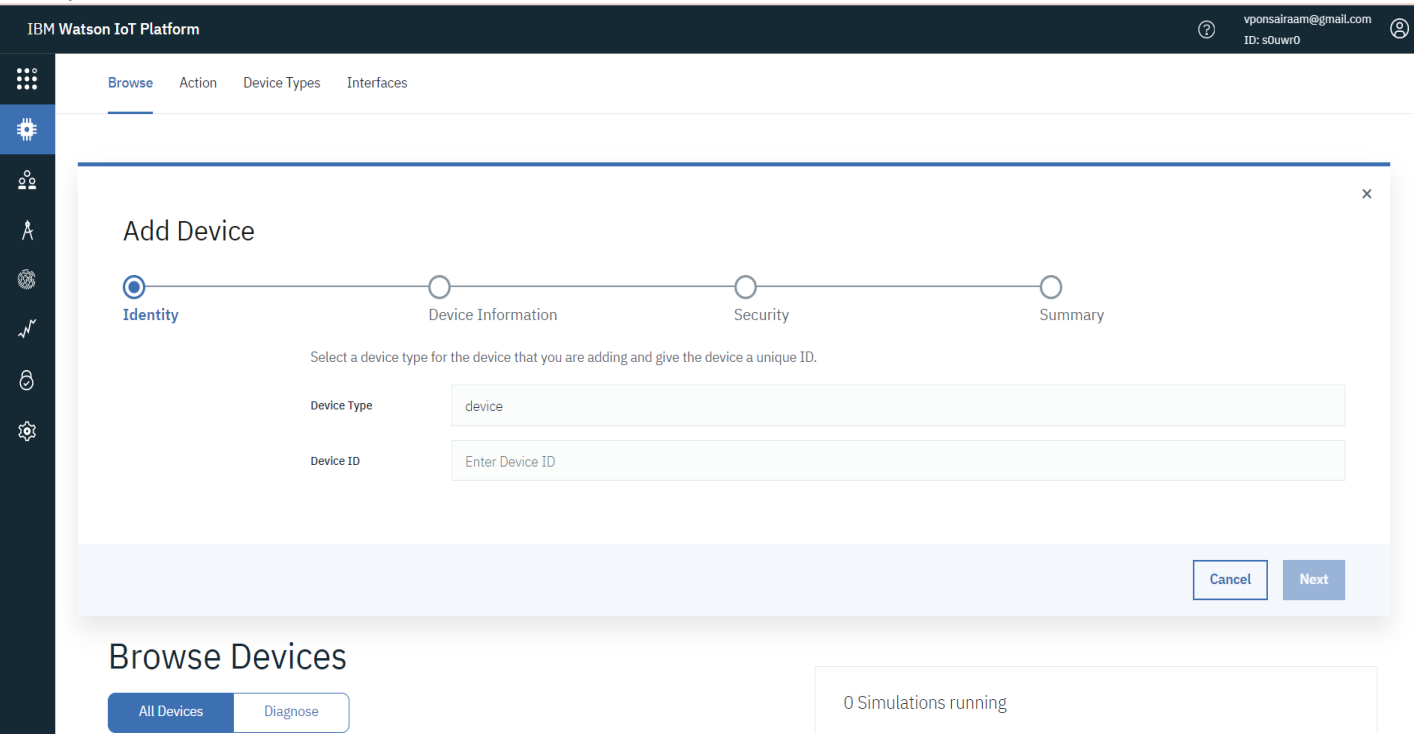 IBM Watson IoT Platform
vponsairaam@gmail.com
ID: s0uwr0
Browse Action Device Types Interfaces
Add Device
Identity Device Information Security Summary
Select a device type for the device that you are adding and give the device a unique ID.
Device Type device
Device ID Enter Device ID
Cancel Next
Browse Devices
All Devices Diagnose
0 Simulations running